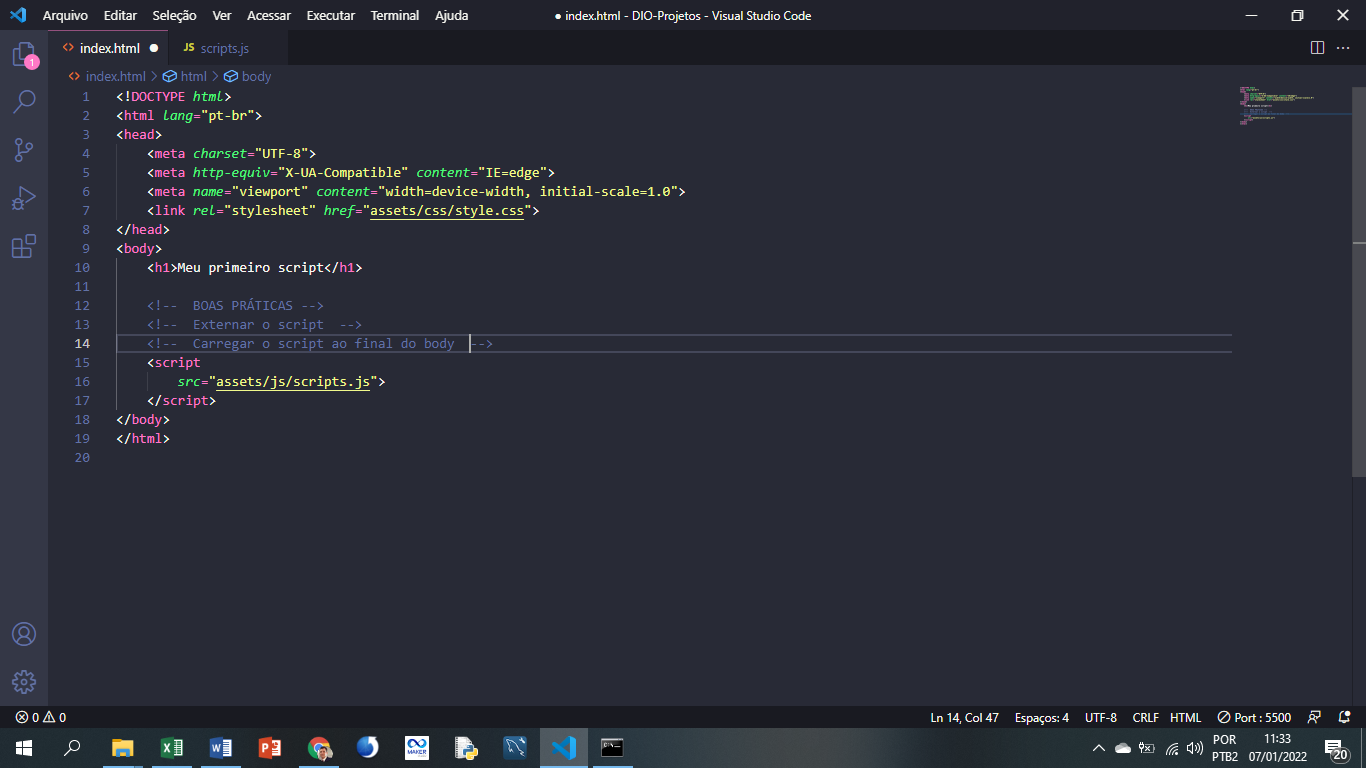 Arquivo Editar Seleção Ver Acessar Executar Terminal Ajuda ● index.html - DIO-Projetos - Visual Studio Code
1 <> index.html ● JS scripts.js ···
<> index.html > html > body
1 <!DOCTYPE html>
2 <html lang="pt-br">
3 <head>
4     <meta charset="UTF-8">
5     <meta http-equiv="X-UA-Compatible" content="IE=edge">
6     <meta name="viewport" content="width=device-width, initial-scale=1.0">
7     <link rel="stylesheet" href="assets/css/style.css">
8 </head>
9 <body>
10     <h1>Meu primeiro script</h1>
11
12     <!--  BOAS PRÁTICAS -->
13     <!--  Externar o script  -->
14     <!--  Carregar o script ao final do body  -->
15     <script
16         src="assets/js/scripts.js">
17     </script>
18 </body>
19 </html>
20
0 0 Ln 14, Col 47 Espaços: 4 UTF-8 CRLF HTML Port : 5500
POR 11:33
PTB2 07/01/2022 20